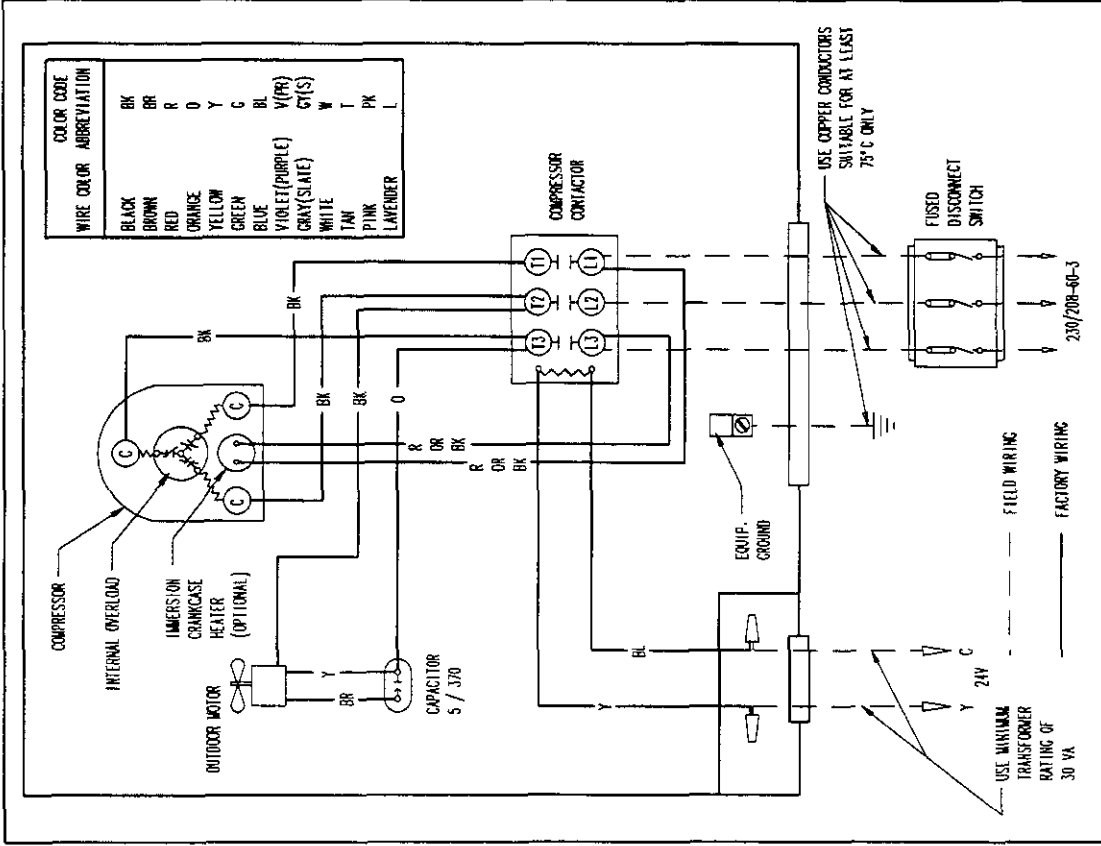 COLOR CODE
WIRE COLOR ABBREVIATION
BLACK BK
BROWN BR
RED R
ORANGE O
YELLOW Y
GREEN G
BLUE BL
VIOLET(PURPLE) V(PR)
GRAY(SLATE) GY(S)
WHITE W
TAN T
PINK PK
LAVENDER L
COMPRESSOR
INTERNAL OVERLOAD
IMMERSION
CRANKCASE
HEATER
(OPTIONAL)
C
C
C
BK
BK
BK
BK
O
R OR BK
R OR BK
OUTDOOR MOTOR
Y
BR
CAPACITOR
5 / 370
COMPRESSOR
CONTACTOR
T1
T2
T3
L1
L2
L3
EQUIP.
GROUND
USE COPPER CONDUCTORS
SUITABLE FOR AT LEAST
75°C ONLY
FUSED
DISCONNECT
SWITCH
230/208-60-3
Y
BL
Y
C
24V
USE MINIMUM
TRANSFORMER
RATING OF
30 VA
FIELD WIRING
FACTORY WIRING